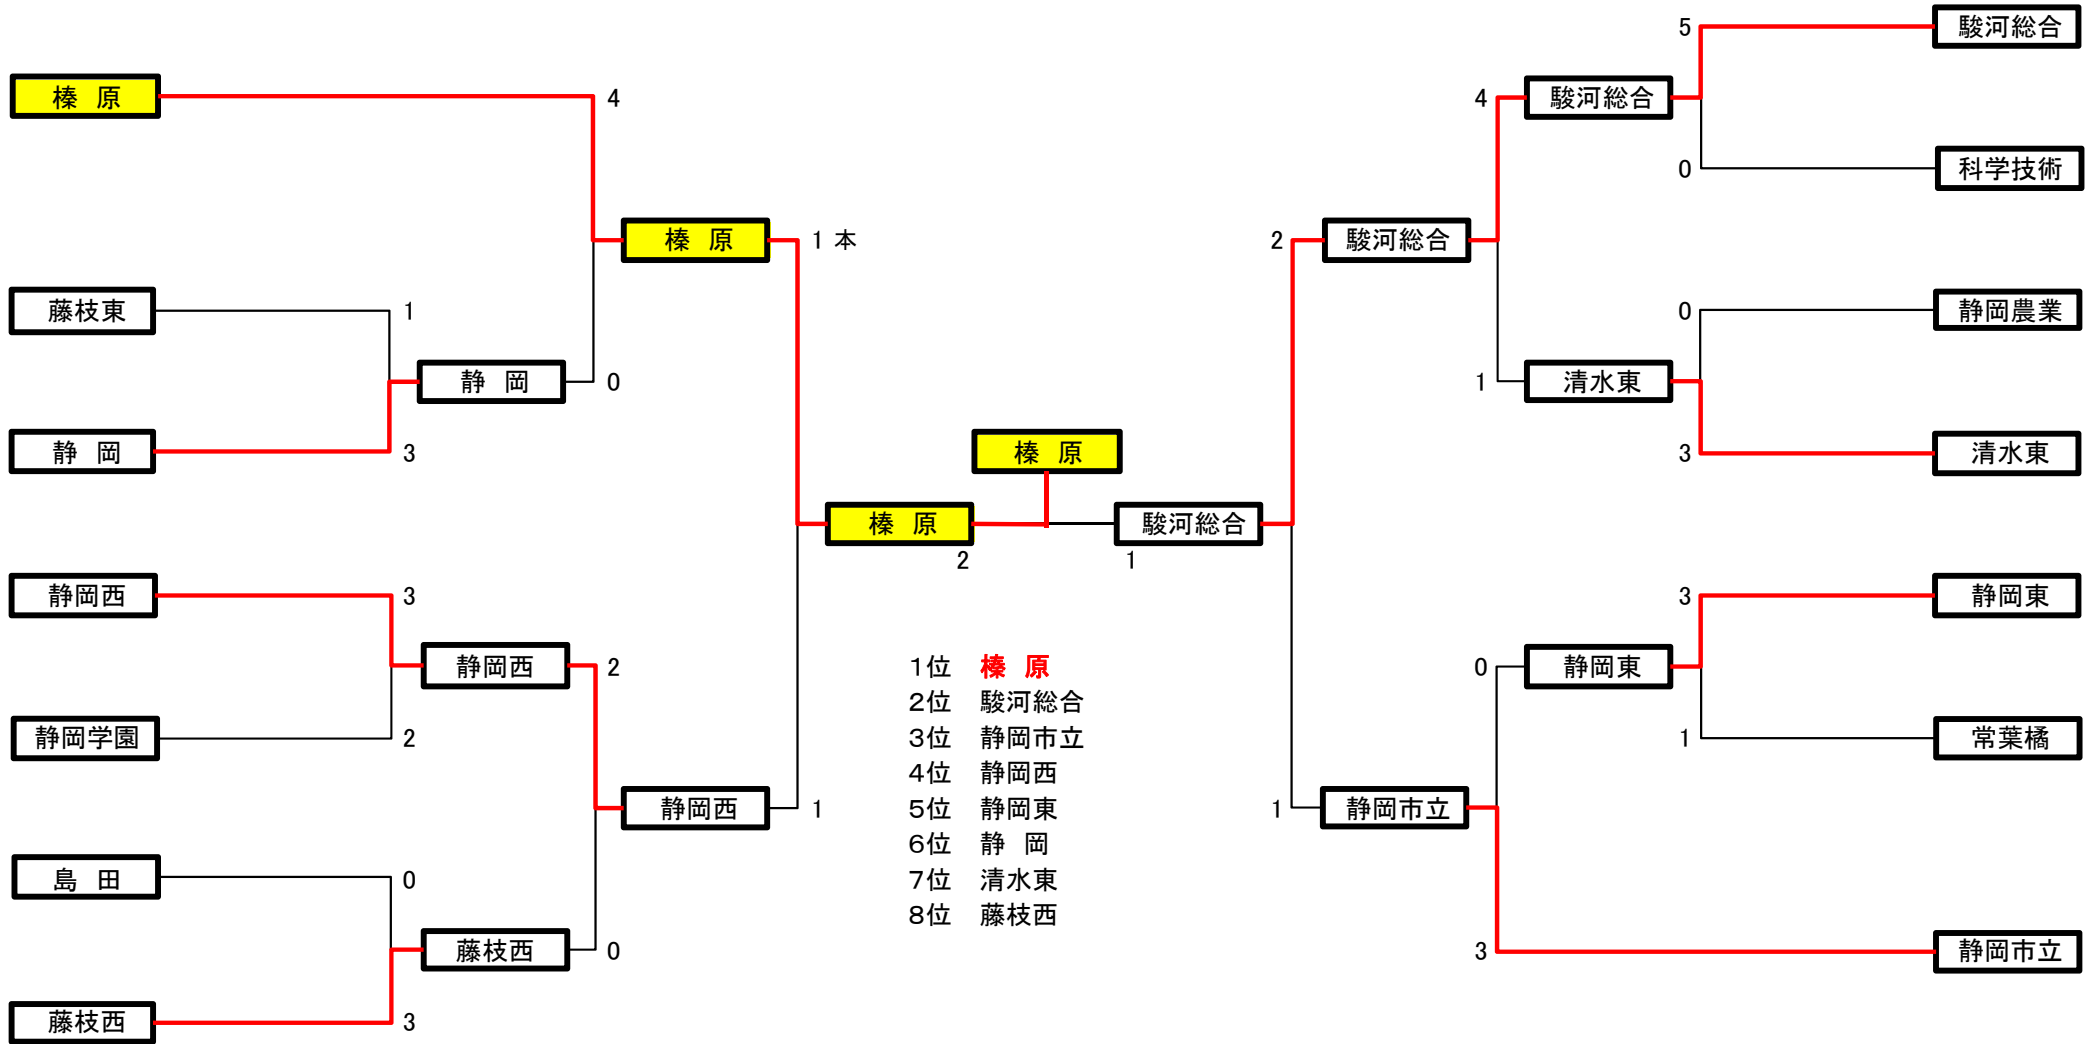 榛 原
4
藤枝東
1
静 岡
0
静 岡
3
榛 原
1 本
静岡西
3
静岡西
2
静岡学園
2
島 田
0
藤枝西
0
藤枝西
3
静岡西
1
榛 原
榛 原
2
駿河総合
1
1位 榛 原
2位 駿河総合
3位 静岡市立
4位 静岡西
5位 静岡東
6位 静 岡
7位 清水東
8位 藤枝西
2
駿河総合
4
駿河総合
5
駿河総合
0
科学技術
1
清水東
0
静岡農業
3
清水東
1
静岡市立
0
静岡東
3
静岡東
1
常葉橘
3
静岡市立